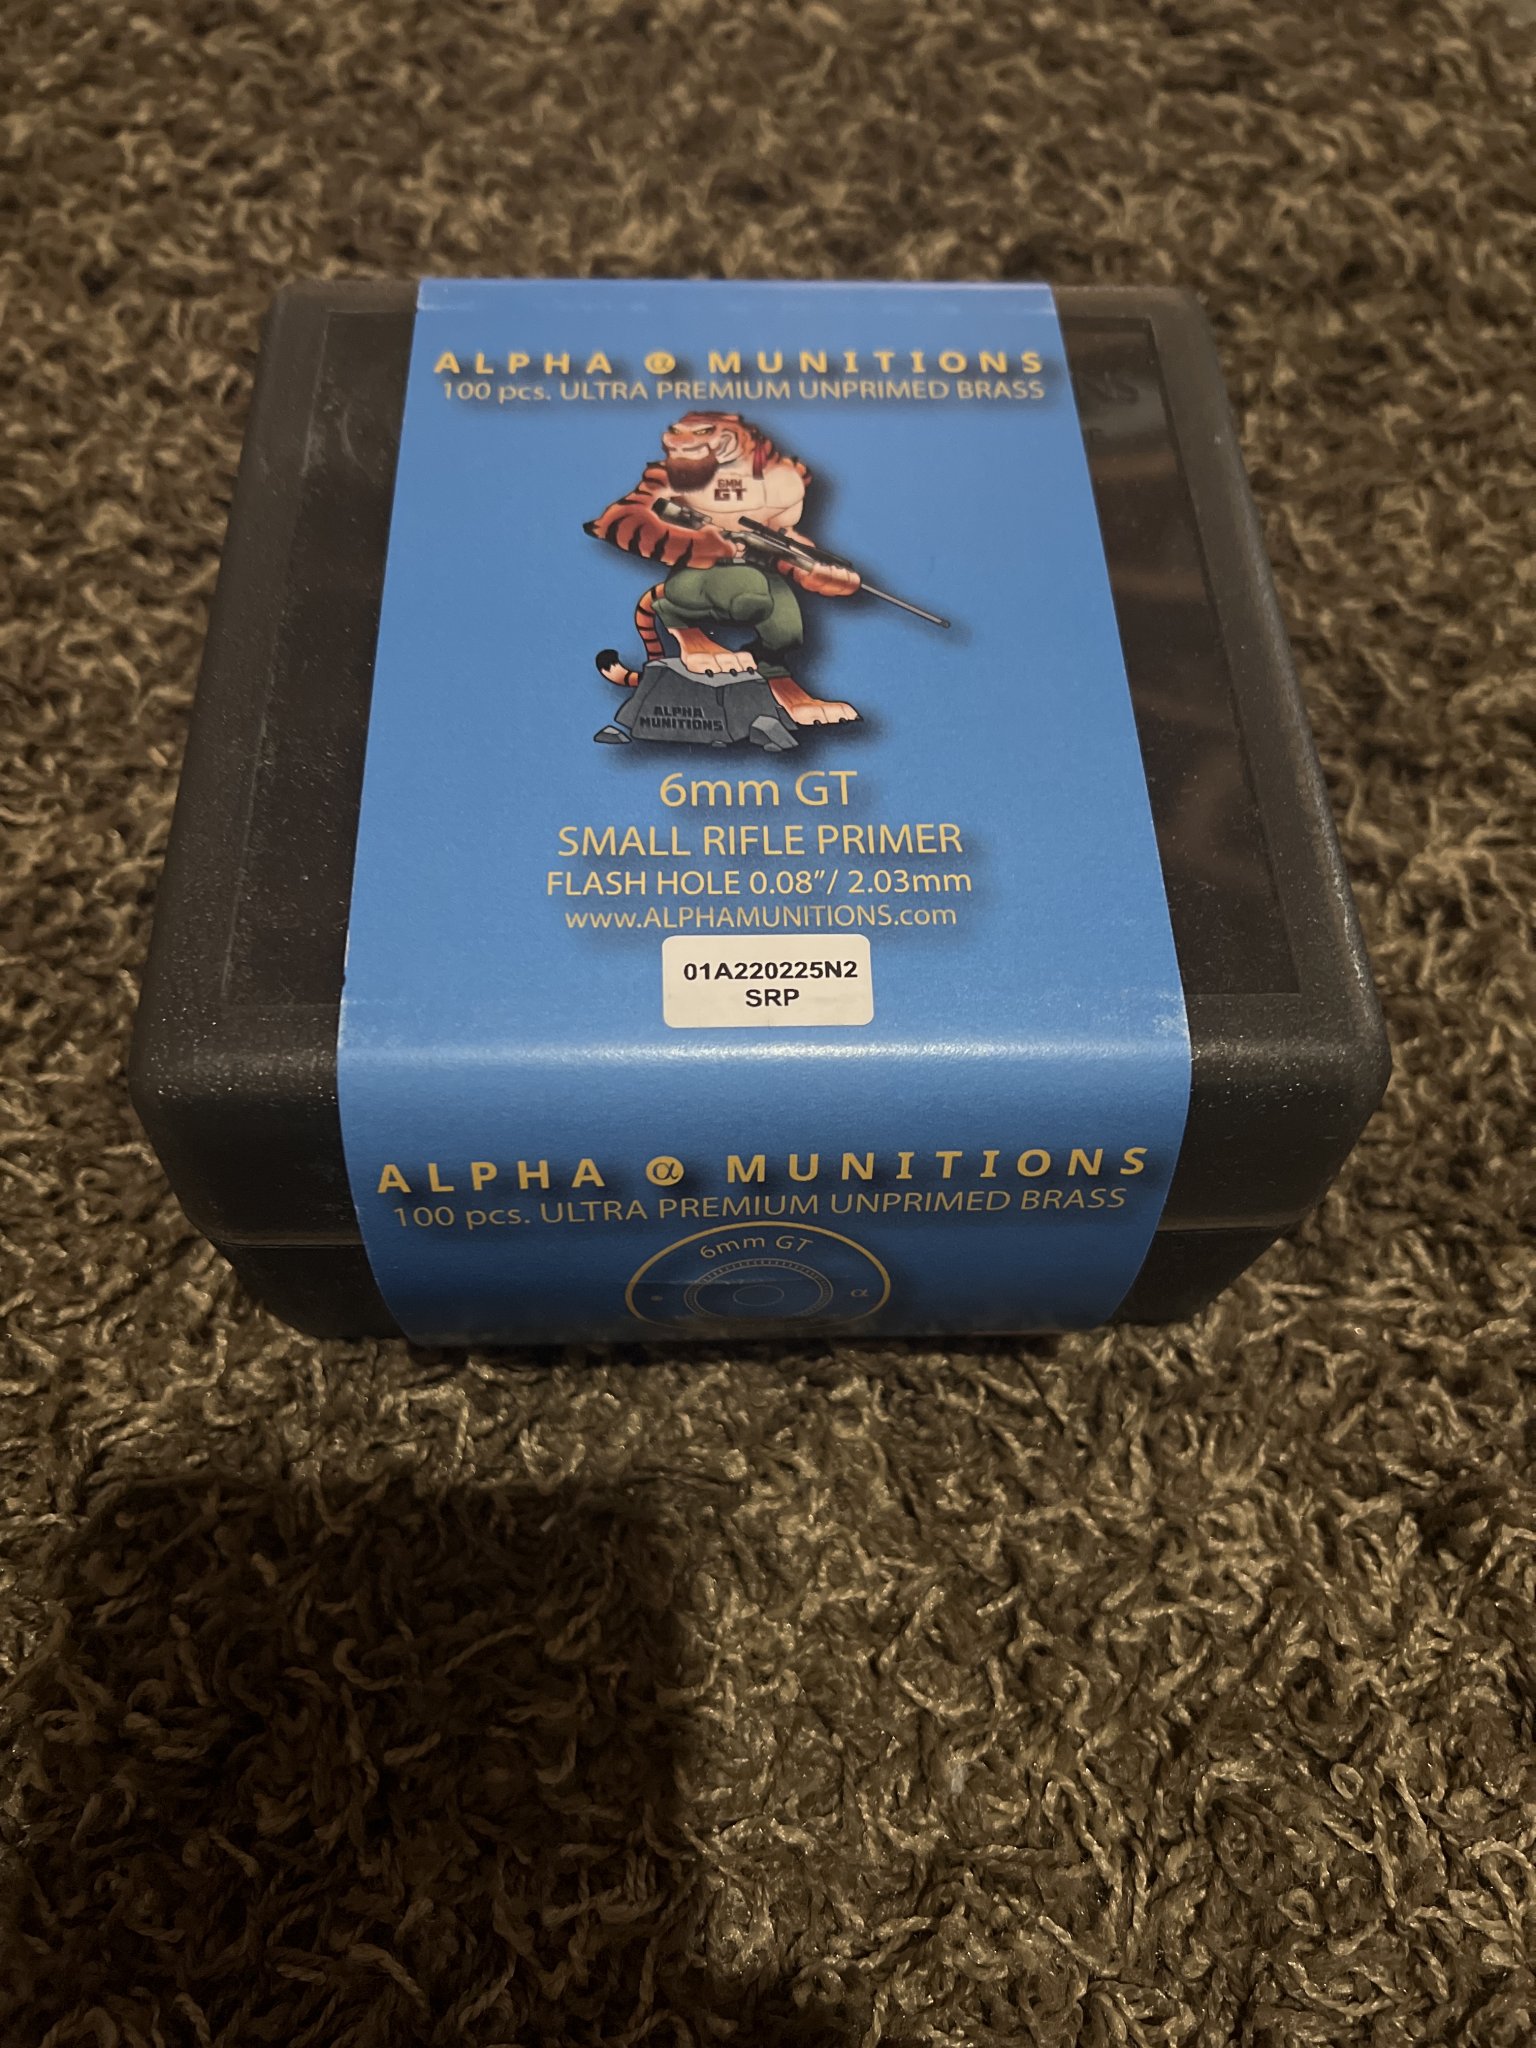 ALPHA α MUNITIONS
100 pcs. ULTRA PREMIUM UNPRIMED BRASS
6MM
GT
ALPHA
MUNITIONS
6mm GT
SMALL RIFLE PRIMER
FLASH HOLE 0.08”/ 2.03mm
www.ALPHAMUNITIONS.com
01A220225N2
SRP
ALPHA α MUNITIONS
100 pcs. ULTRA PREMIUM UNPRIMED BRASS
6mm GT
α